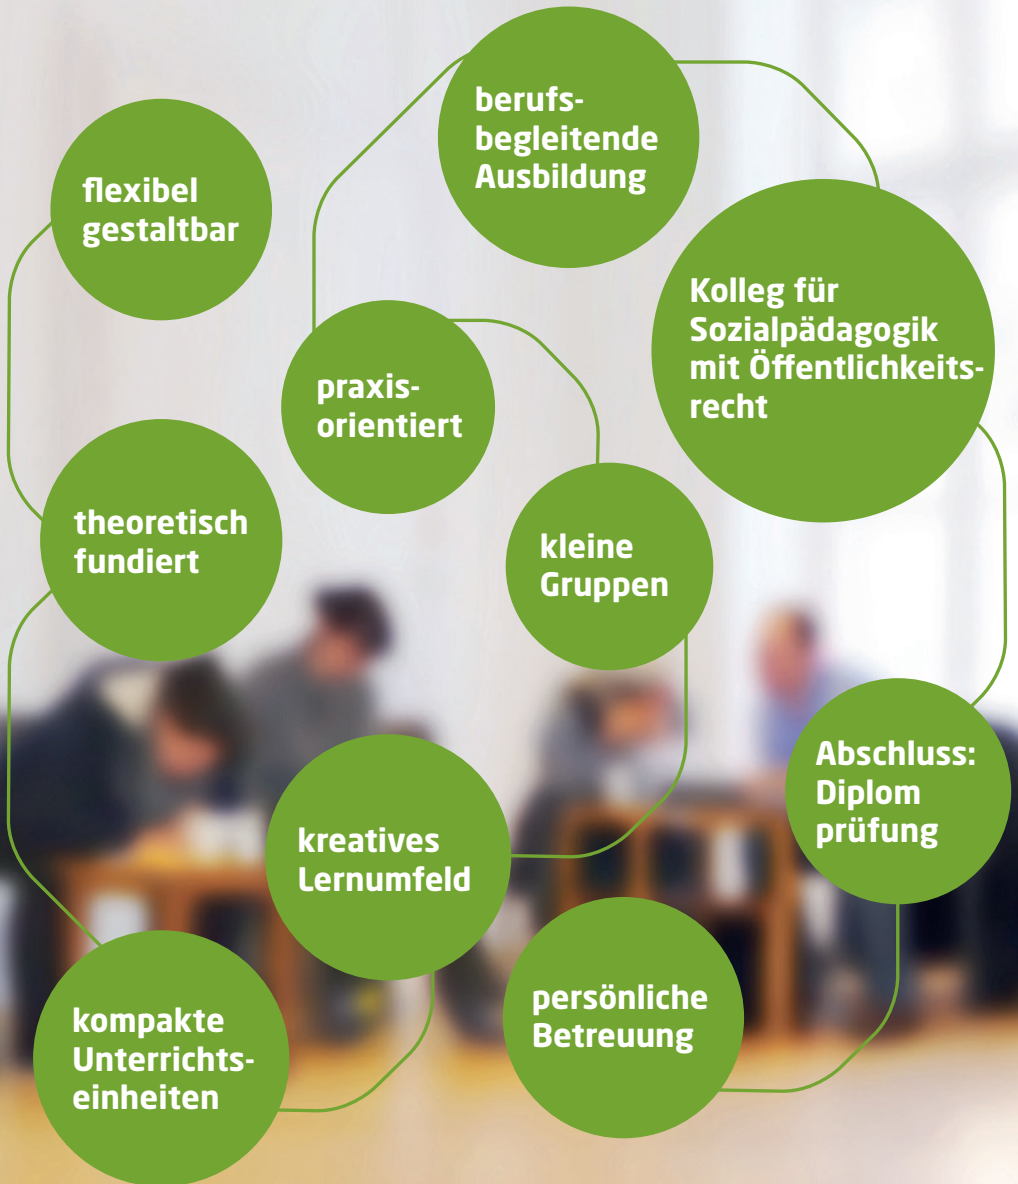 berufs-
begleitende
Ausbildung
flexibel
gestaltbar
Kolleg für
Sozialpädagogik
mit Öffentlichkeits-
recht
praxis-
orientiert
theoretisch
fundiert
kleine
Gruppen
Abschluss:
Diplom
prüfung
kreatives
Lernumfeld
persönliche
Betreuung
kompakte
Unterrichts-
einheiten